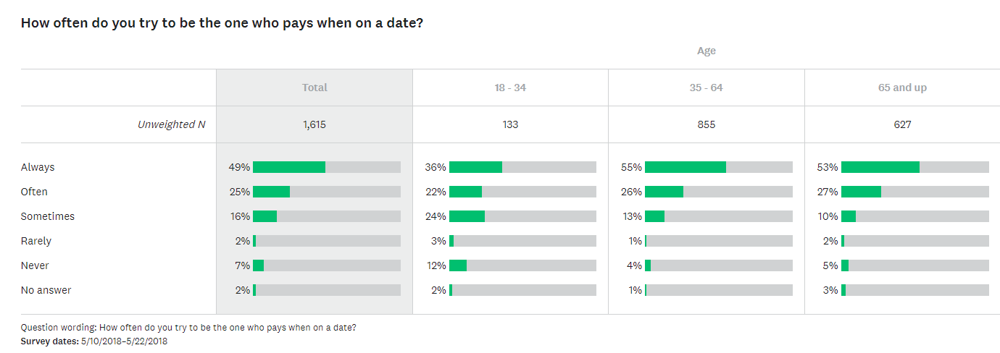 How often do you try to be the one who pays when on a date?
Age
Total 18 - 34 35 - 64 65 and up
Unweighted N 1,615 133 855 627
Always 49% 36% 55% 53%
Often 25% 22% 26% 27%
Sometimes 16% 24% 13% 10%
Rarely 2% 3% 1% 2%
Never 7% 12% 4% 5%
No answer 2% 2% 1% 3%
Question wording: How often do you try to be the one who pays when on a date?
Survey dates: 5/10/2018–5/22/2018